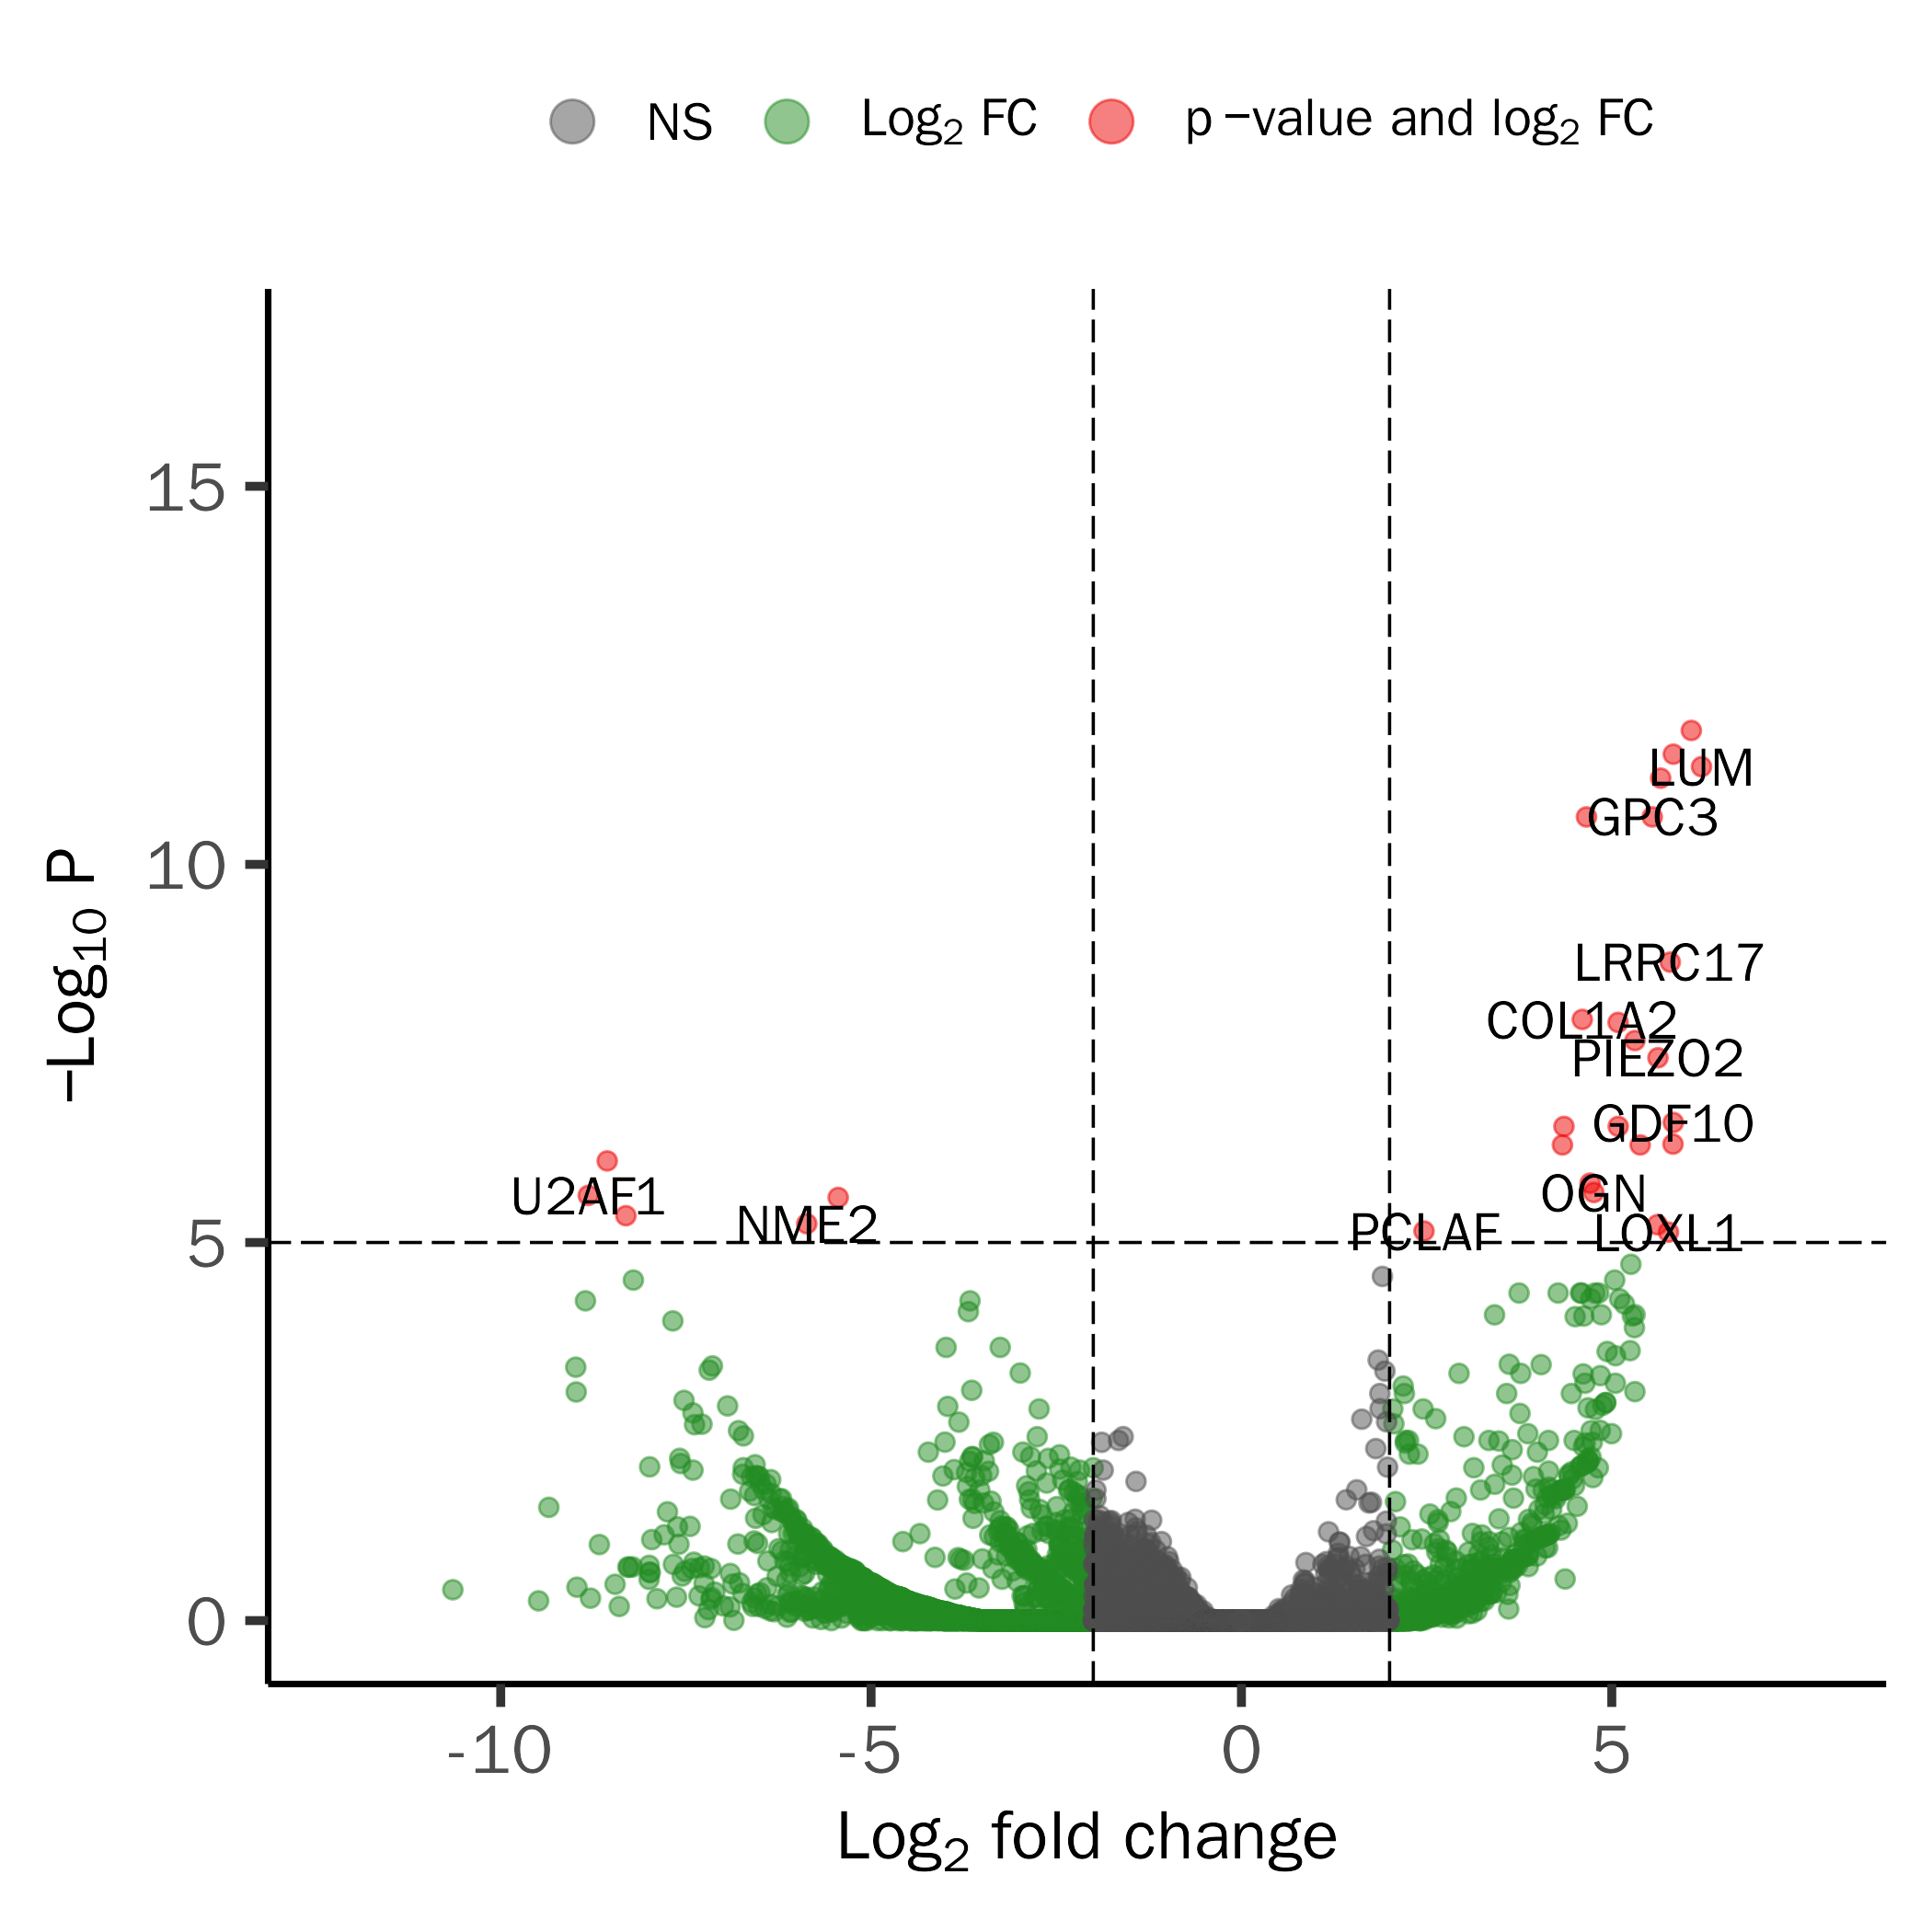 NS Log2 FC p −value and log2 FC
−Log10 P
15
10
5
0
LUM
GPC3
LRRC17
COL1A2
PIEZO2
GDF10
U2AF1
NME2
OGN
PCLAF
LOXL1
-10 -5 0 5
Log2 fold change